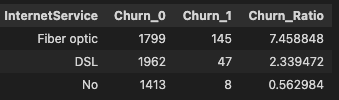 InternetService Churn_0 Churn_1 Churn_Ratio
Fiber optic 1799 145 7.458848
DSL 1962 47 2.339472
No 1413 8 0.562984